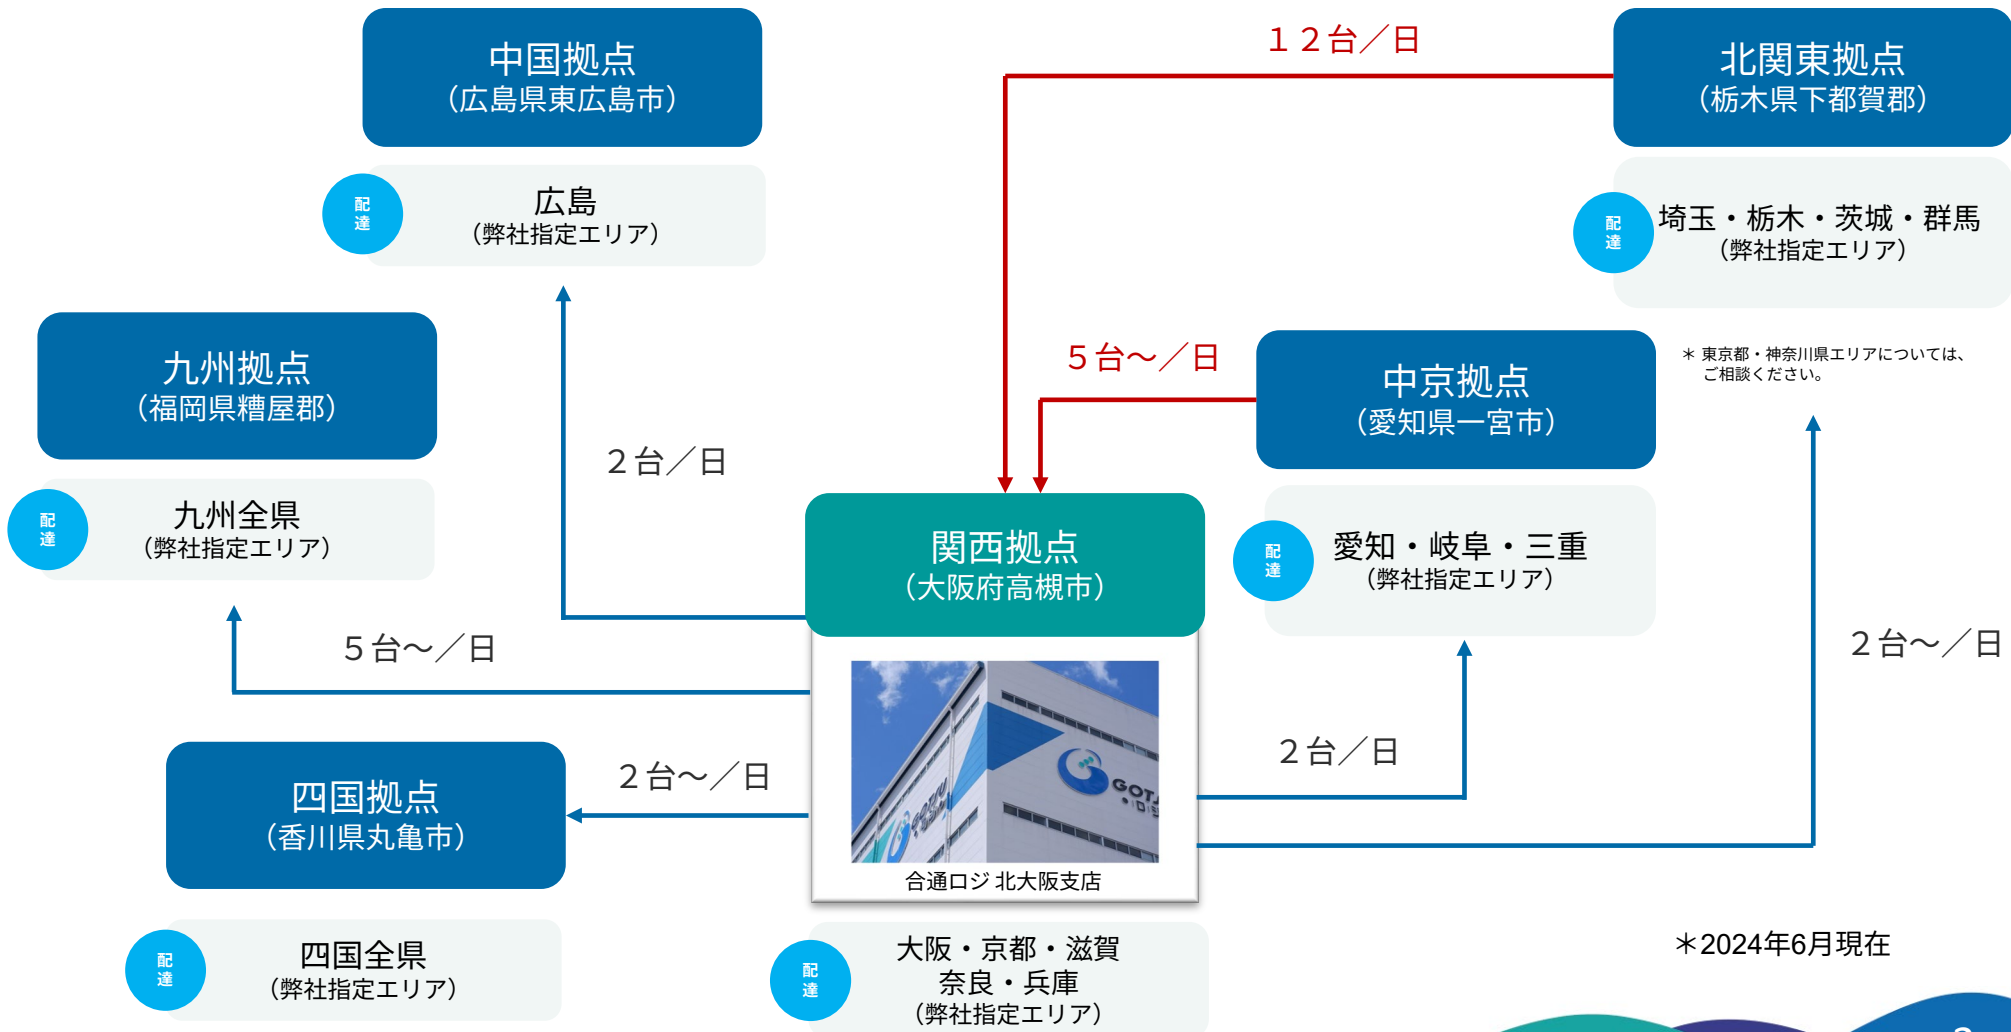 中国拠点
（広島県東広島市）
配達
広島
（弊社指定エリア）
１２台／日
北関東拠点
（栃木県下都賀郡）
配達
埼玉・栃木・茨城・群馬
（弊社指定エリア）
＊東京都・神奈川県エリアについては、
ご相談ください。
九州拠点
（福岡県糟屋郡）
配達
九州全県
（弊社指定エリア）
２台／日
５台～／日
中京拠点
（愛知県一宮市）
配達
愛知・岐阜・三重
（弊社指定エリア）
関西拠点
（大阪府高槻市）
５台～／日
２台～／日
２台／日
２台～／日
四国拠点
（香川県丸亀市）
配達
四国全県
（弊社指定エリア）
合通ロジ 北大阪支店
配達
大阪・京都・滋賀
奈良・兵庫
（弊社指定エリア）
＊2024年6月現在